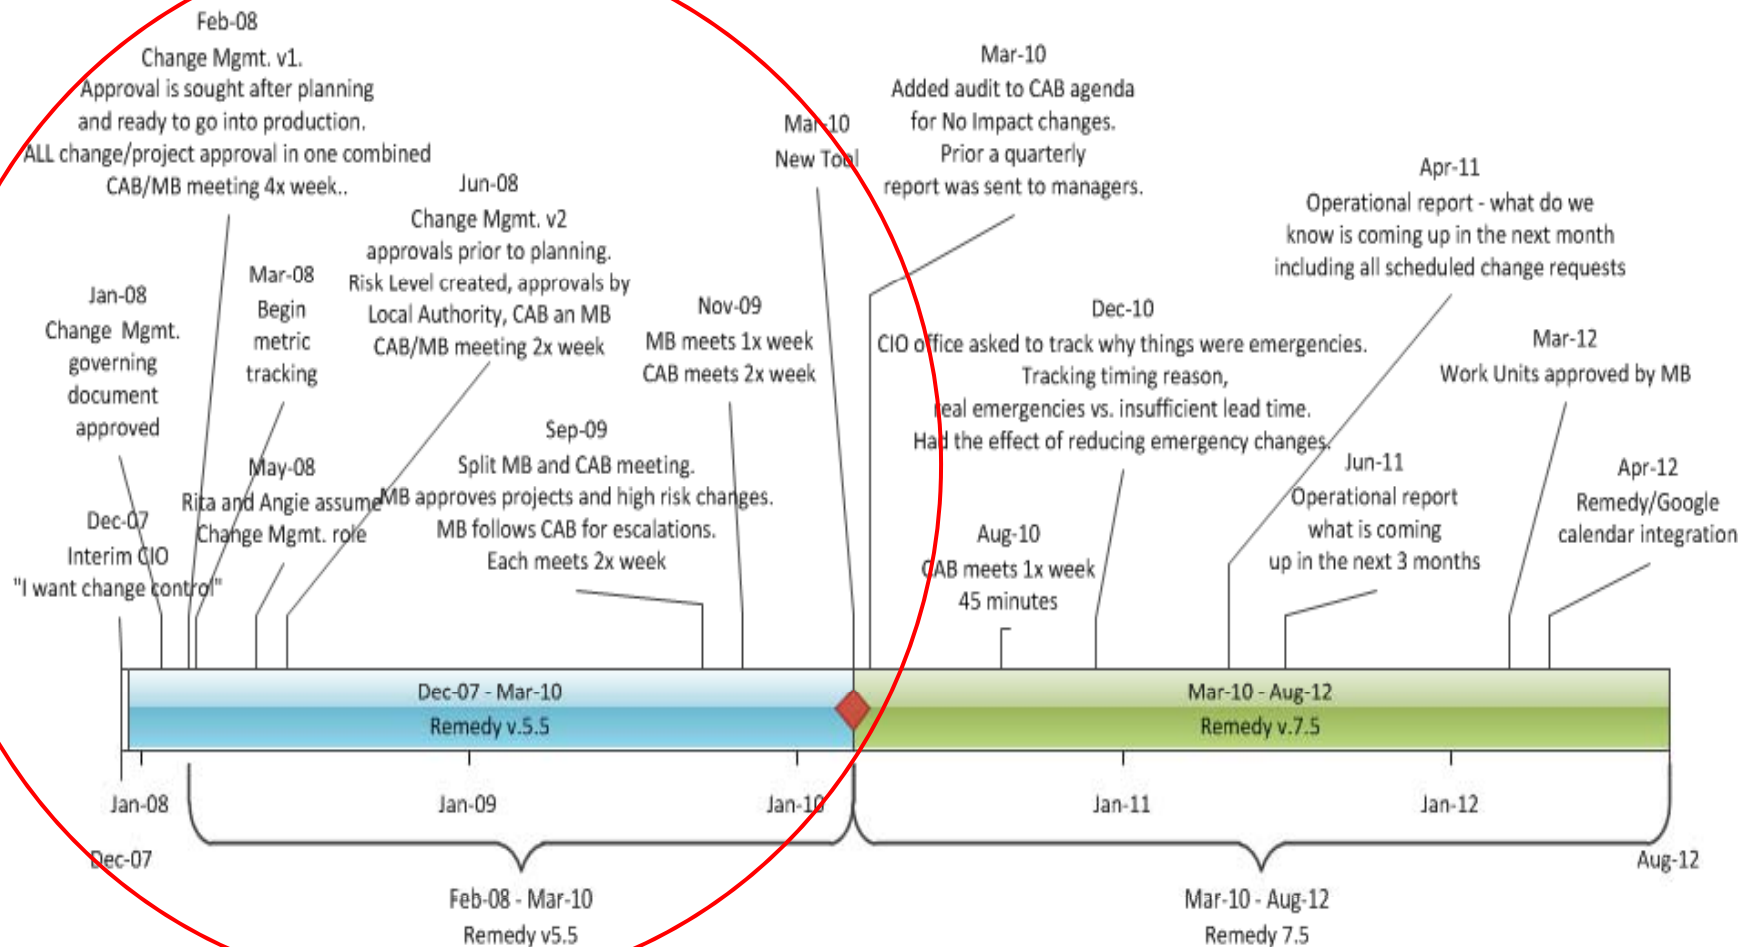 Feb-08
Change Mgmt. v1.
Approval is sought after planning
and ready to go into production.
ALL change/project approval in one combined
CAB/MB meeting 4x week..
Jan-08
Change Mgmt.
governing
document
approved
Mar-08
Begin
metric
tracking
Jun-08
Change Mgmt. v2
approvals prior to planning.
Risk Level created, approvals by
Local Authority, CAB an MB
CAB/MB meeting 2x week
Dec-07
Interim CIO
"I want change control"
May-08
Rita and Angie assume
Change Mgmt. role
Sep-09
Split MB and CAB meeting.
MB approves projects and high risk changes.
MB follows CAB for escalations.
Each meets 2x week
Nov-09
MB meets 1x week
CAB meets 2x week
Mar-10
New Tool
Mar-10
Added audit to CAB agenda
for No Impact changes.
Prior a quarterly
report was sent to managers.
Aug-10
CAB meets 1x week
45 minutes
Dec-10
CIO office asked to track why things were emergencies.
Tracking timing reason,
real emergencies vs. insufficient lead time.
Had the effect of reducing emergency changes.
Apr-11
Operational report - what do we
know is coming up in the next month
including all scheduled change requests
Jun-11
Operational report
what is coming
up in the next 3 months
Mar-12
Work Units approved by MB
Apr-12
Remedy/Google
calendar integration
Dec-07 - Mar-10
Remedy v.5.5
Mar-10 - Aug-12
Remedy v.7.5
Jan-08
Jan-09
Jan-10
Jan-11
Jan-12
Dec-07
Aug-12
Feb-08 - Mar-10
Remedy v5.5
Mar-10 - Aug-12
Remedy 7.5